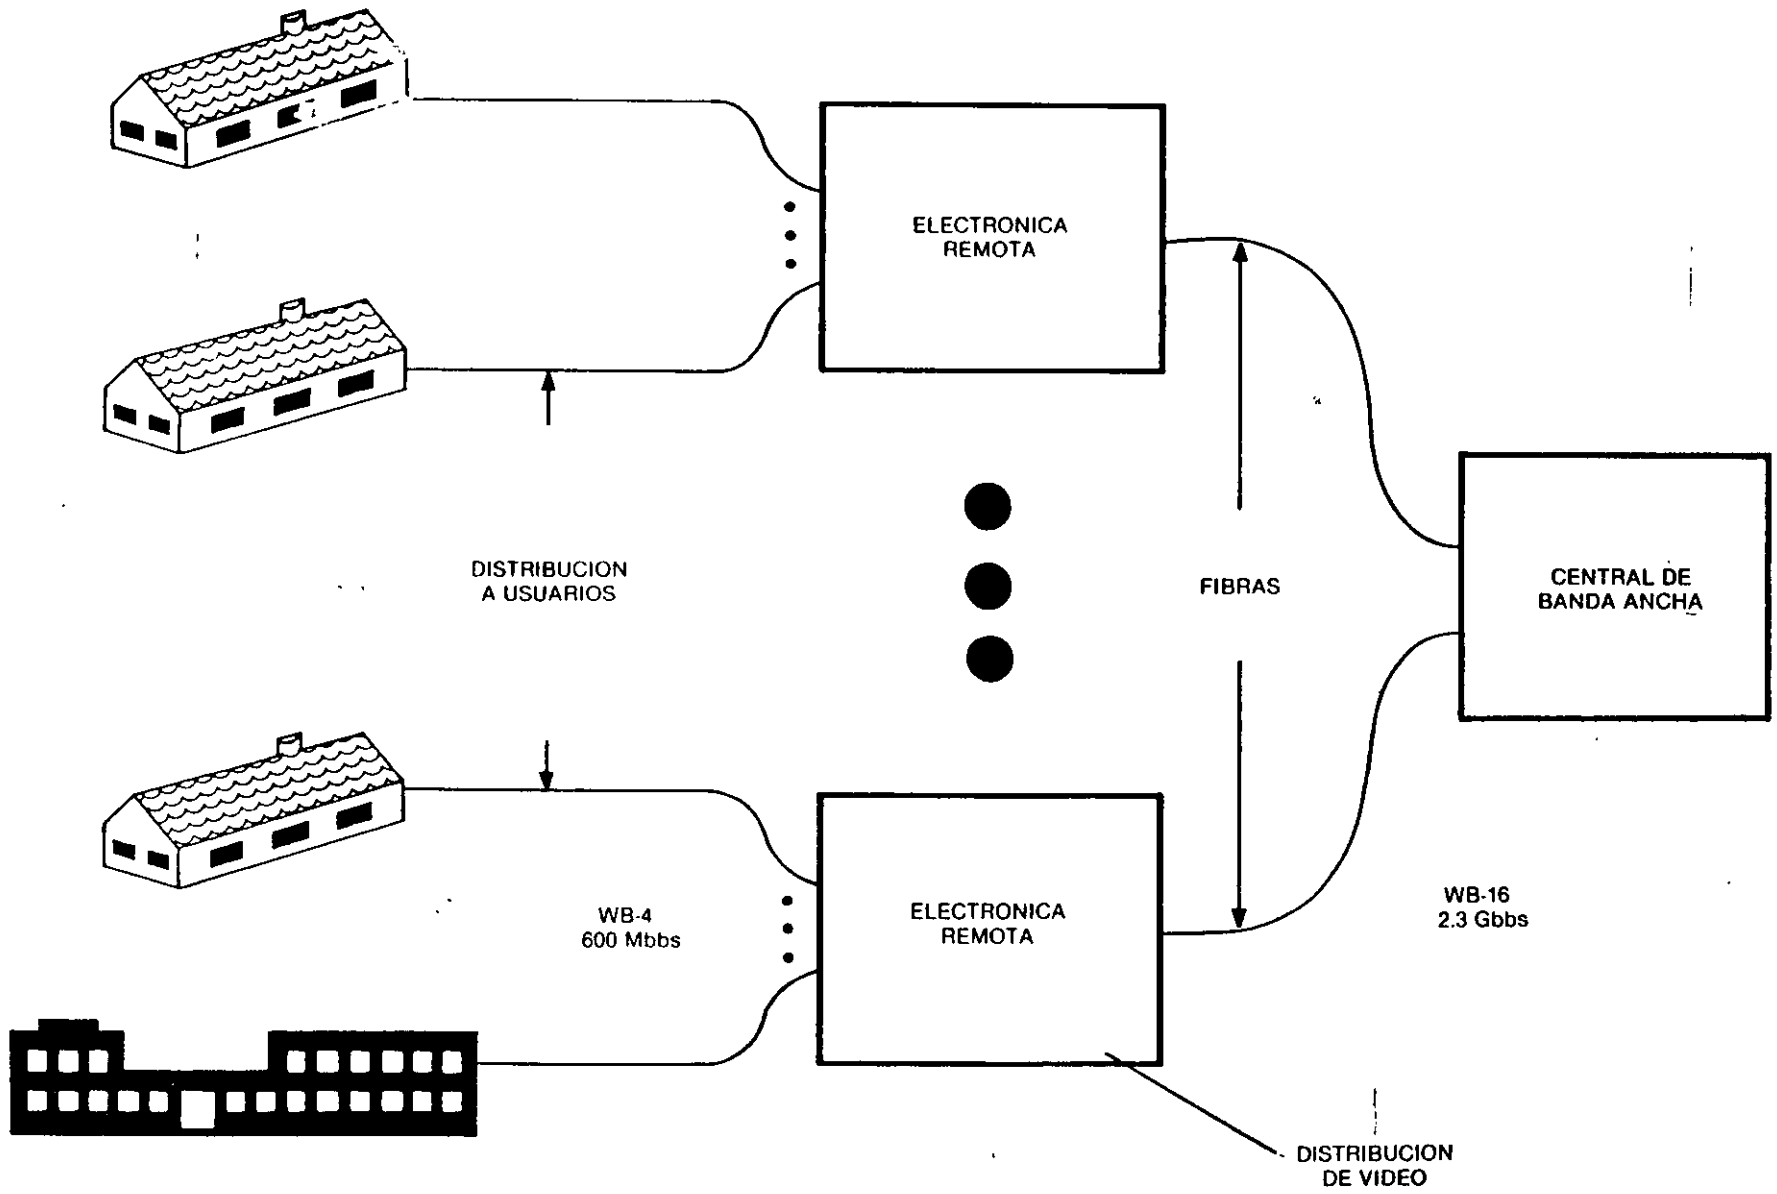 ELECTRONICA
REMOTA
DISTRIBUCION
A USUARIOS
FIBRAS
CENTRAL DE
BANDA ANCHA
WB-4
600 Mbbs
ELECTRONICA
REMOTA
WB-16
2.3 Gbbs
DISTRIBUCION
DE VIDEO